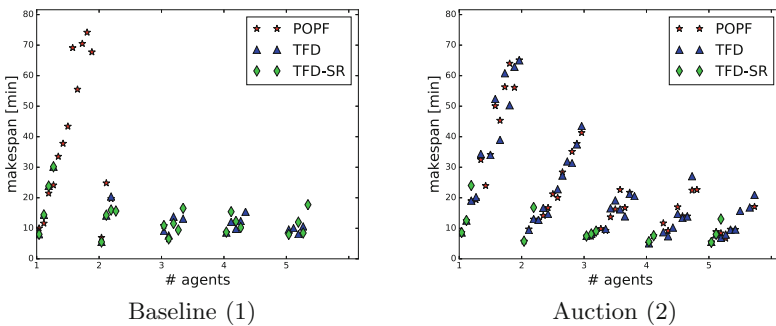 80
70
60
50
40
30
20
10
0
makespan [min]
1
2
3
4
5
# agents
POPF
TFD
TFD-SR
Baseline (1)
80
70
60
50
40
30
20
10
0
makespan [min]
1
2
3
4
5
# agents
POPF
TFD
TFD-SR
Auction (2)